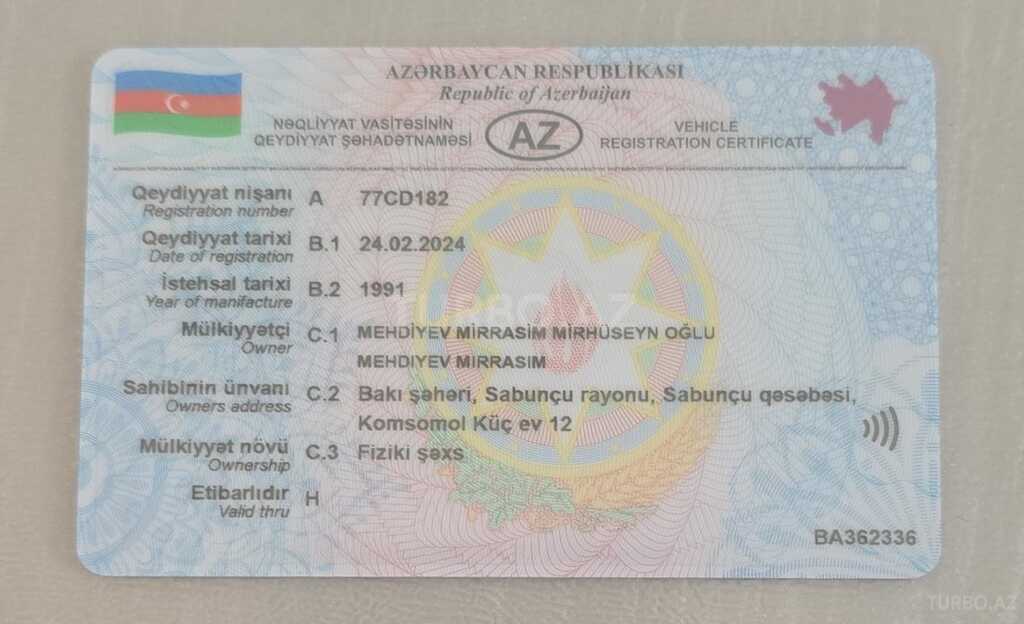 AZƏRBAYCAN RESPUBLİKASI
Republic of Azerbaijan
NƏQLİYYAT VASİTƏSİNİN
QEYDİYYAT ŞƏHADƏTNAMƏSİ
AZ
VEHICLE
REGISTRATION CERTIFICATE
Qeydiyyat nişanı A 77CD182
Registration number
Qeydiyyat tarixi B.1 24.02.2024
Date of registration
İstehsal tarixi B.2 1991
Year of manifacture
TURBO.AZ
Mülkiyyətçi C.1 MEHDİYEV MİRRASİM MİRHÜSEYN OĞLU
Owner
MEHDIYEV MIRRASIM
Sahibinin ünvanı C.2 Bakı şəhəri, Sabunçu rayonu, Sabunçu qəsəbəsi,
Owners address
Komsomol Küç ev 12
Mülkiyyət növü C.3 Fiziki şəxs
Ownership
Etibarlıdır H
Valid thru
BA362336
TURBO.AZ